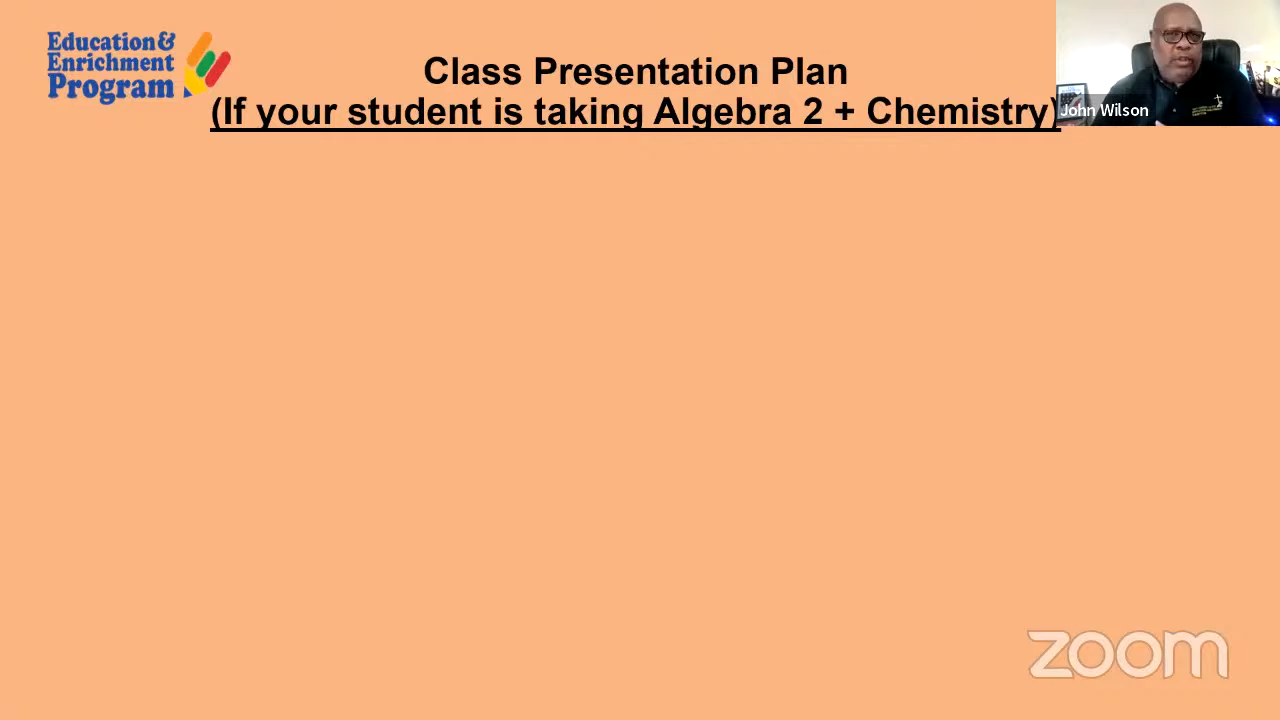 Education&
Enrichment
Program
Class Presentation Plan
(If your student is taking Algebra 2 + Chemistry)
John Wilson
zoom